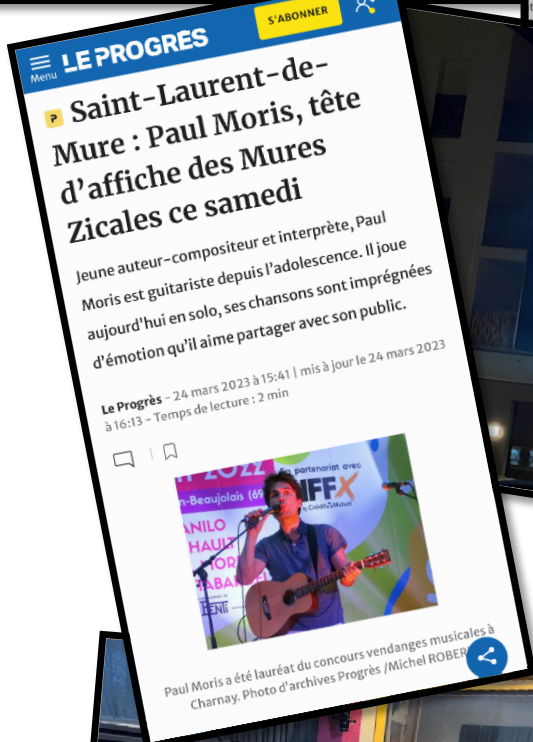 LE PROGRES
S'ABONNER
Menu
P Saint-Laurent-de-
Mure : Paul Moris, tête
d'affiche des Mures
Zicales ce samedi
Jeune auteur-compositeur et interprète, Paul
Moris est guitariste depuis l'adolescence. Il joue
aujourd'hui en solo, ses chansons sont imprégnées
d'émotion qu'il aime partager avec son public.
Le Progrès - 24 mars 2023 à 15:41 | mis à jour le 24 mars 2023
à 16:13 - Temps de lecture : 2 min
2022
n-Beaujolais (69
partenariat avec
IFFX
Crédit Mutuel
ANILO
HAULT
Paul Moris a été lauréat du concours vendanges musicales à
Charnay. Photo d'archives Progrès /Michel ROBER